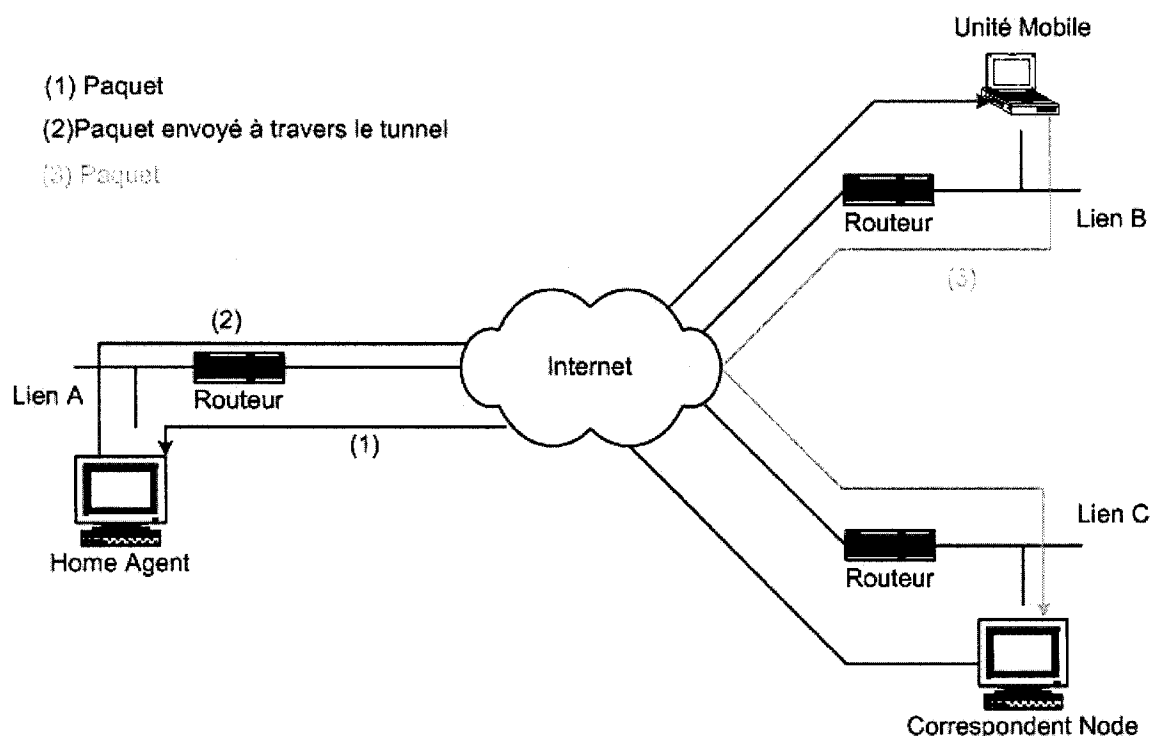 Unité Mobile
(1) Paquet
(2)Paquet envoyé à travers le tunnel
(3) Paquet
Routeur
Lien B
(3)
(2)
Internet
Lien A
Routeur
(1)
Lien C
Home Agent
Routeur
Correspondent Node